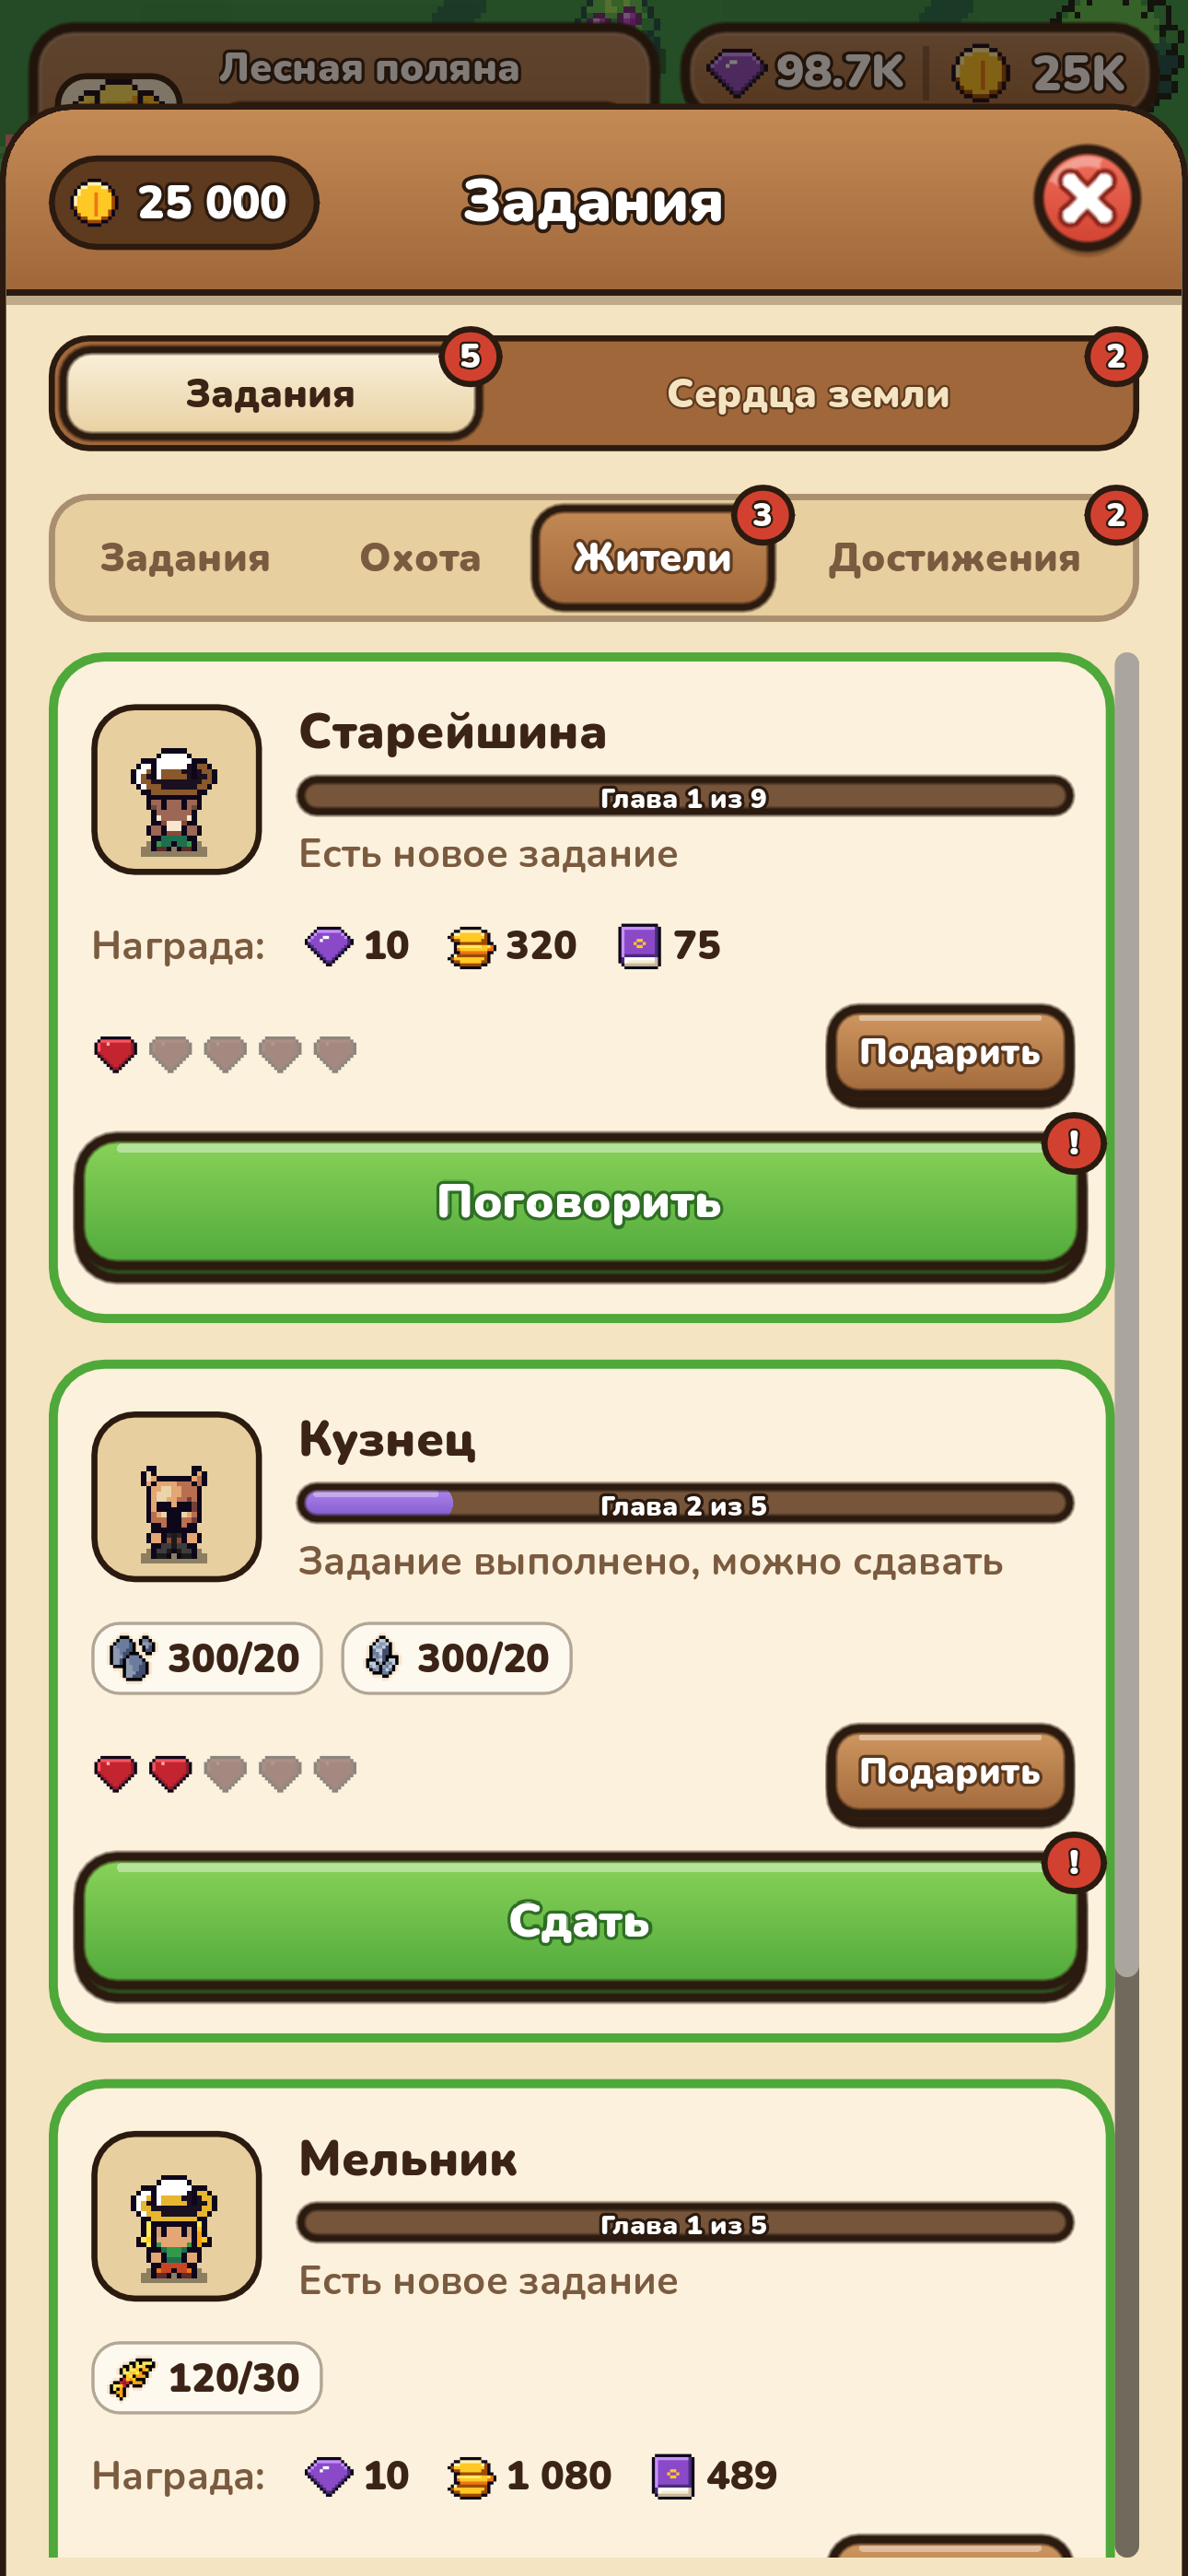 Лесная поляна
98.7K
25K
25 000
Задания
Задания
5
Сердца земли
2
Задания
Охота
Жители
3
Достижения
2
Старейшина
Глава 1 из 9
Есть новое задание
Награда: 10 320 75
Подарить
Поговорить
!
Кузнец
Глава 2 из 5
Задание выполнено, можно сдавать
300/20 300/20
Подарить
Сдать
!
Мельник
Глава 1 из 5
Есть новое задание
120/30
Награда: 10 1 080 489